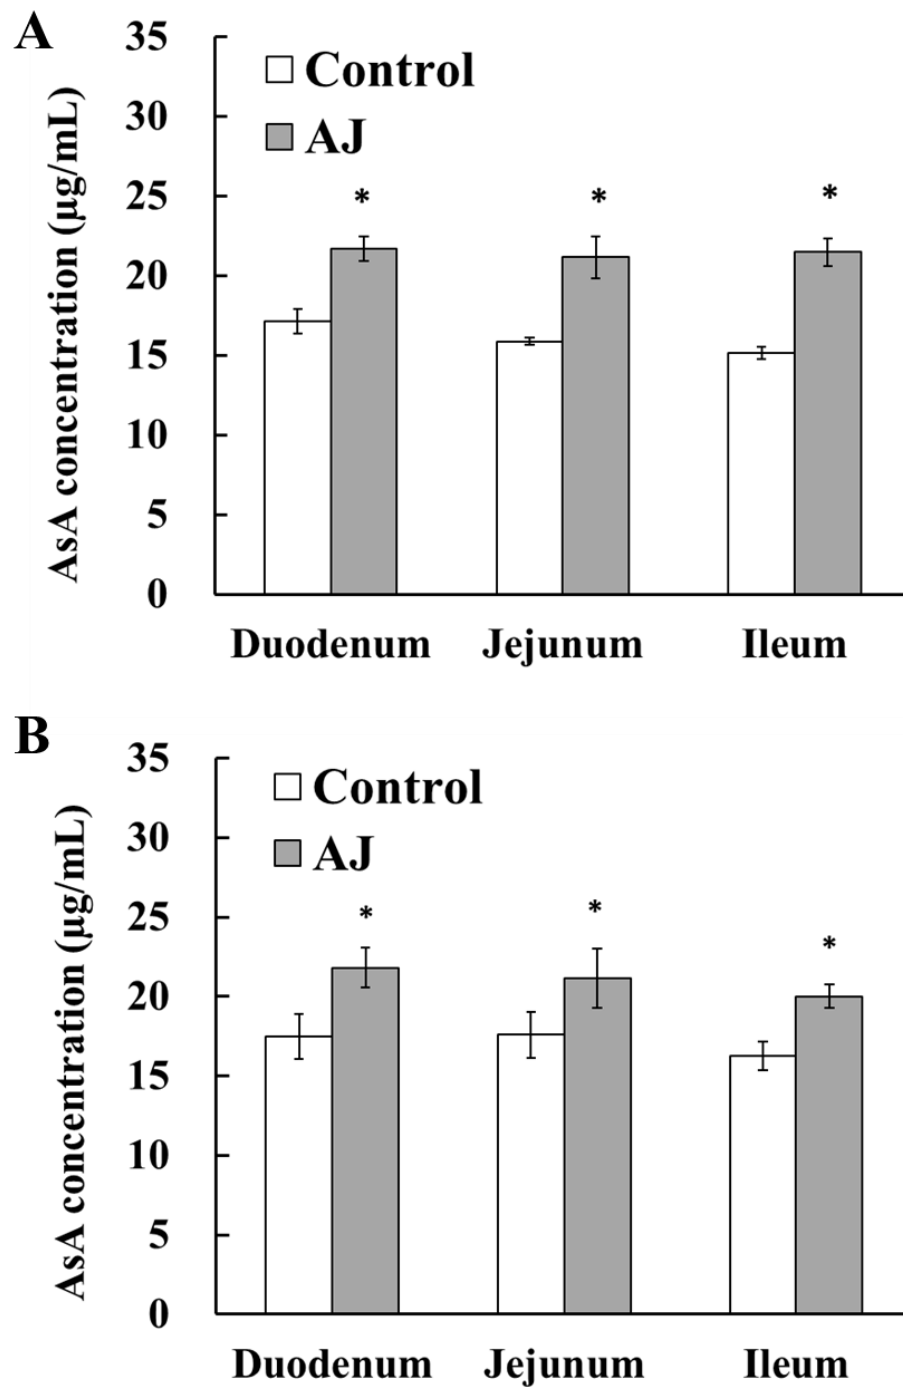 A
35
30
25
20
15
10
5
0
AsA concentration (µg/mL)
Control
AJ
*
*
*
Duodenum Jejunum Ileum
B
35
30
25
20
15
10
5
0
AsA concentration (µg/mL)
Control
AJ
*
*
*
Duodenum Jejunum Ileum